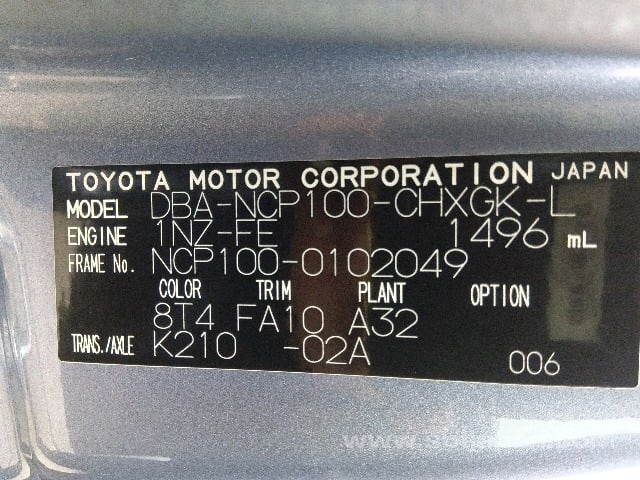 TOYOTA MOTOR CORPORATION JAPAN
MODEL DBA-NCP100-CHXGK-L
ENGINE 1NZ-FE 1496 mL
FRAME No. NCP100-0102049
COLOR TRIM PLANT OPTION
8T4 FA10 A32
TRANS./AXLE K210 -02A 006